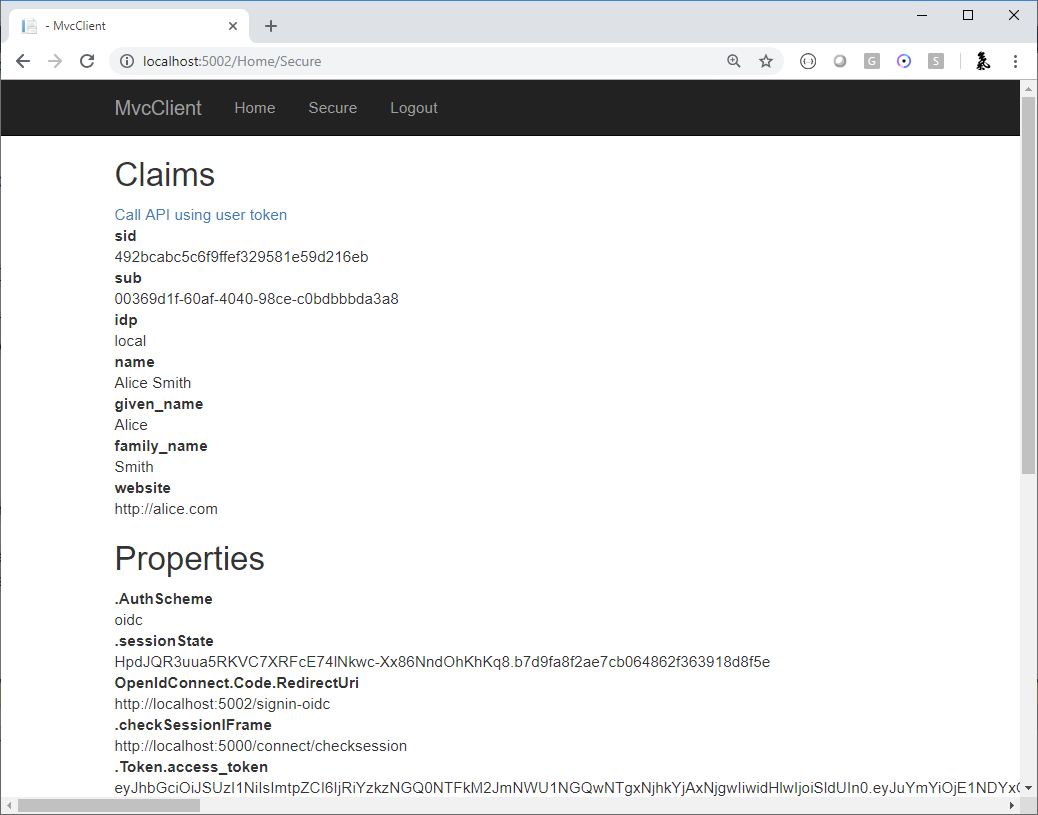 - MvcClient
localhost:5002/Home/Secure
G
S
MvcClient Home Secure Logout
Claims
Call API using user token
sid
492bcabc5c6f9ffef329581e59d216eb
sub
00369d1f-60af-4040-98ce-c0bdbbbda3a8
idp
local
name
Alice Smith
given_name
Alice
family_name
Smith
website
http://alice.com
Properties
.AuthScheme
oidc
.sessionState
HpdJQR3uua5RKVC7XRFcE74lNkwc-Xx86NndOhKhKq8.b7d9fa8f2ae7cb064862f363918d8f5e
OpenIdConnect.Code.RedirectUri
http://localhost:5002/signin-oidc
.checkSessionIFrame
http://localhost:5000/connect/checksession
.Token.access_token
eyJhbGciOiJSUzI1NiIsImtpZCI6IjRiYzkzNGQ0NTFkM2JmNWU1NGQwNTgxNjhkYjAxNjgwIiwidHlwIjoiSldUIn0.eyJuYmYiOjE1NDYx